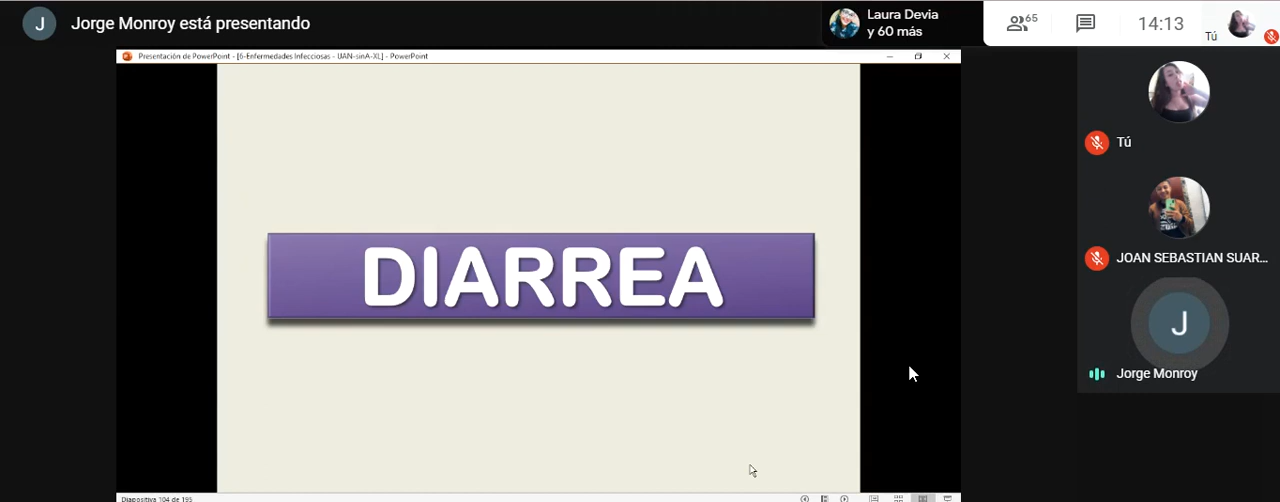 J
Jorge Monroy está presentando
Laura Devia
y 60 más
65
14:13
Tú
Presentación de PowerPoint - [6-Enfermedades Infecciosas - UAN-sinA-XL] - PowerPoint
DIARREA
Tú
JOAN SEBASTIAN SUAR...
J
Jorge Monroy
Diapositiva 104 de 195